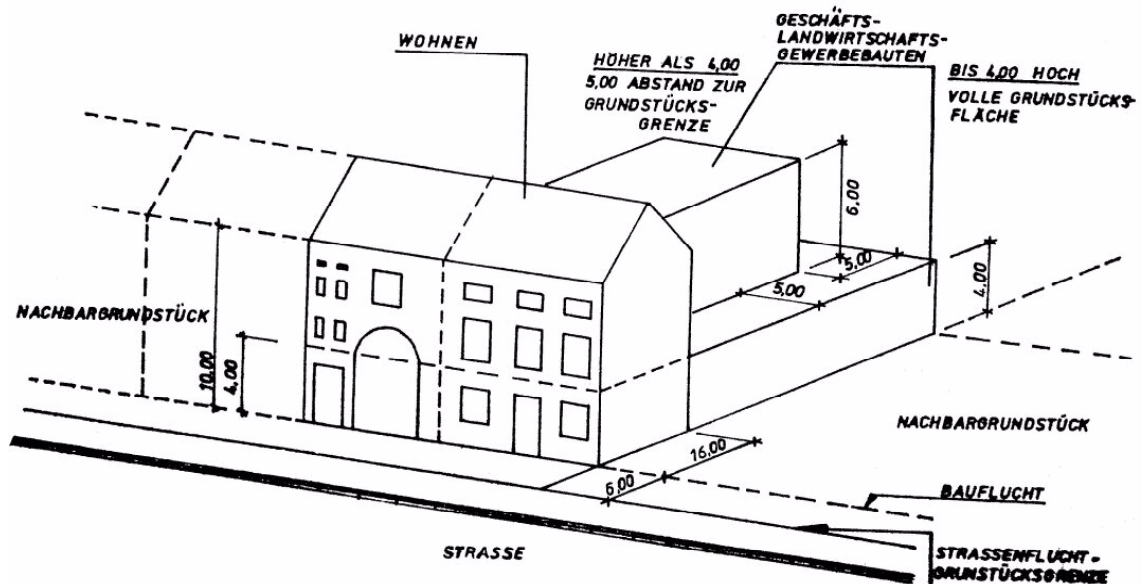 WOHNEN
HÖHER ALS 4,00
5,00 ABSTAND ZUR
GRUNDSTÜCKS-
GRENZE
GESCHÄFTS-
LANDWIRTSCHAFTS-
GEWERBEBAUTEN
BIS 4,00 HOCH
VOLLE GRUNDSTÜCKS-
FLÄCHE
6,00
5,00
5,00
4,00
NACHBARGRUNDSTÜCK
10,00
4,00
NACHBARGRUNDSTÜCK
16,00
6,00
BAUFLUCHT
STRASSE
STRASSENFLUCHT-
GRUNSTÜCKSGRENZE